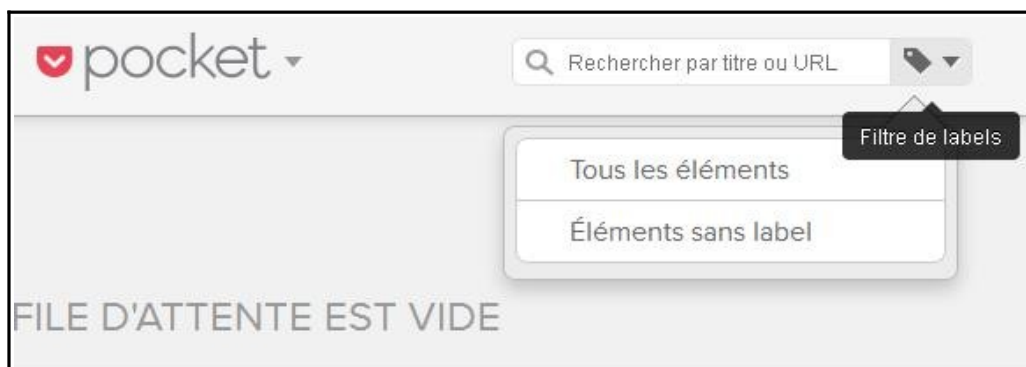 pocket
Rechercher par titre ou URL
Filtre de labels
Tous les éléments
Éléments sans label
FILE D'ATTENTE EST VIDE